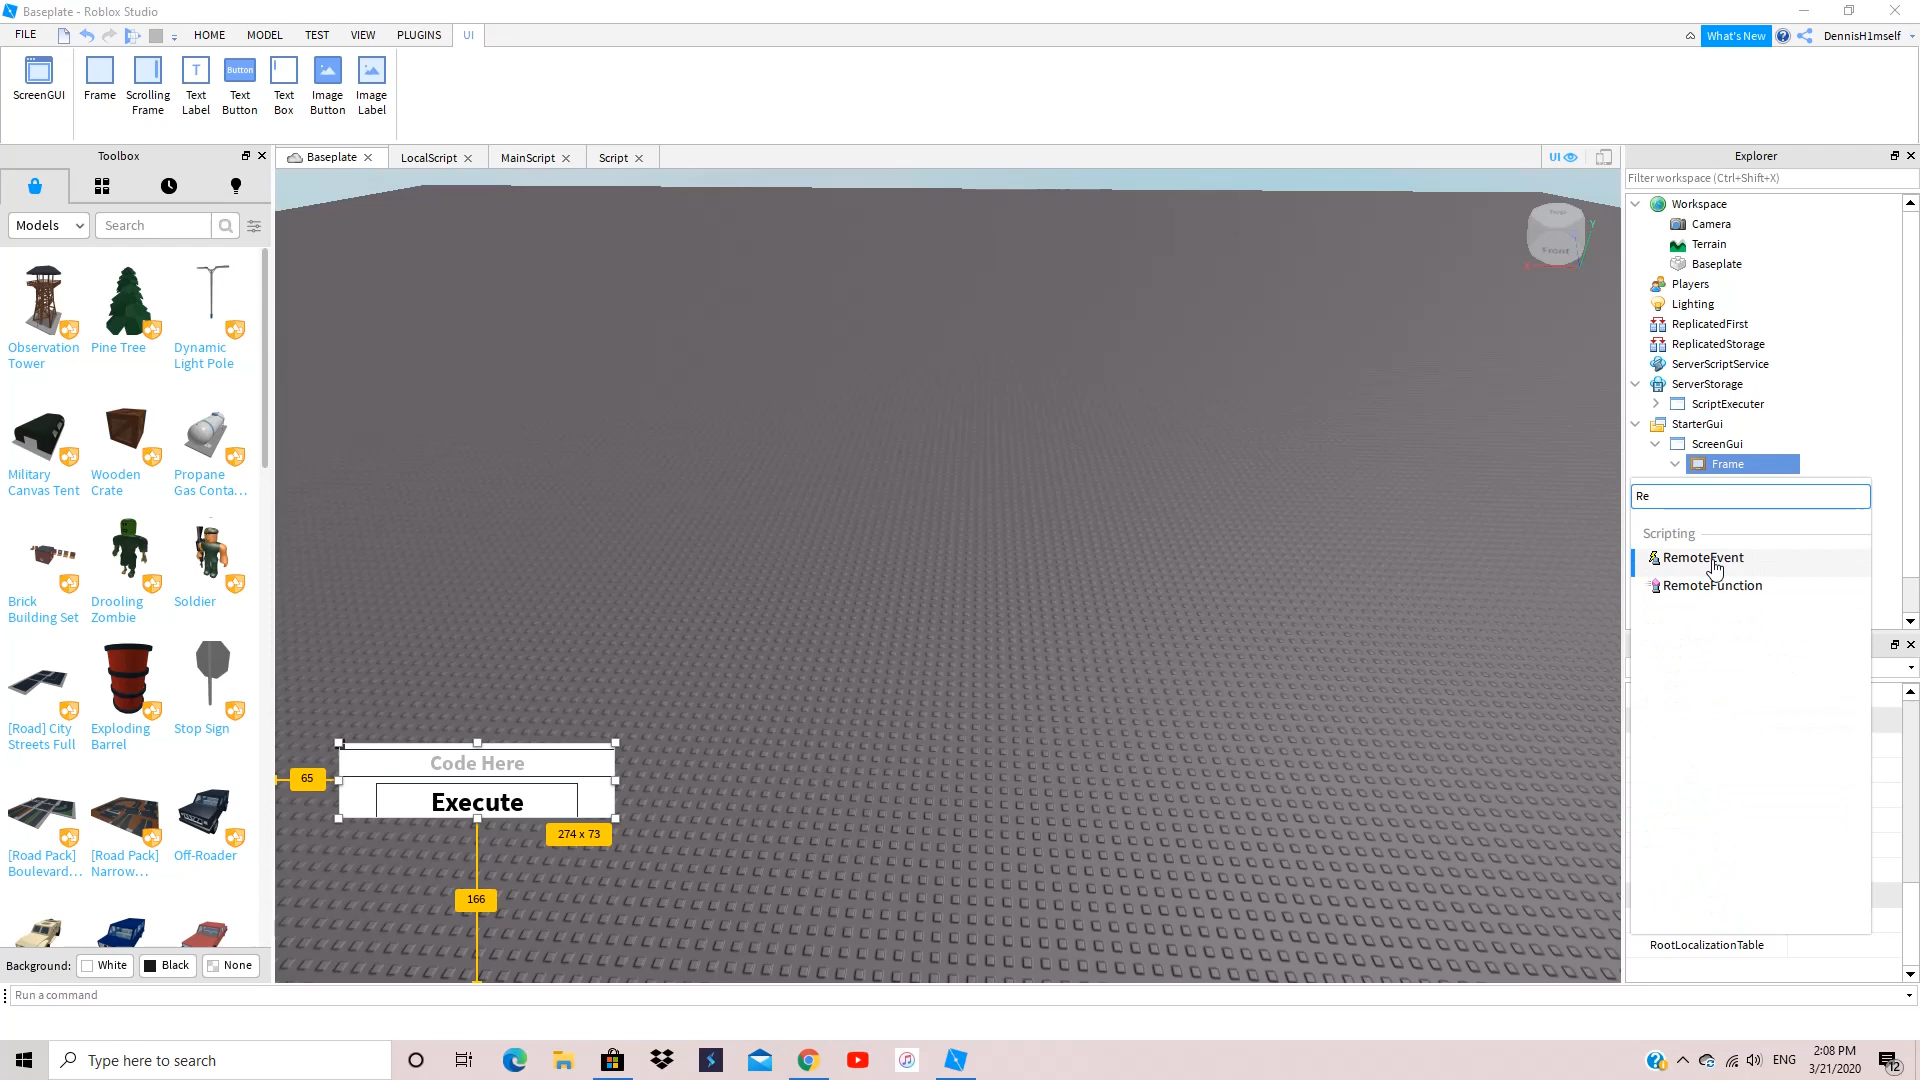 Baseplate - Roblox Studio
FILE HOME MODEL TEST VIEW PLUGINS UI
What's New DennisH1mself
ScreenGUI
Frame
Scrolling
Frame
Text
Label
Button
Text
Button
Text
Box
Image
Button
Image
Label
Toolbox
Models
Search
Observation
Tower
Pine Tree
Dynamic
Light Pole
Military
Canvas Tent
Wooden
Crate
Propane
Gas Conta...
Brick
Building Set
Drooling
Zombie
Soldier
[Road] City
Streets Full
Exploding
Barrel
Stop Sign
[Road Pack]
Boulevard...
[Road Pack]
Narrow...
Off-Roader
Background: White Black None
Baseplate LocalScript MainScript Script
UI
Front
Y
65
Code Here
Execute
274 x 73
166
Explorer
Filter workspace (Ctrl+Shift+X)
Workspace
Camera
Terrain
Baseplate
Players
Lighting
ReplicatedFirst
ReplicatedStorage
ServerScriptService
ServerStorage
ScriptExecuter
StarterGui
ScreenGui
Frame
Re
Scripting
RemoteEvent
RemoteFunction
RootLocalizationTable
Run a command
Type here to search
ENG
2:08 PM
3/21/2020
12